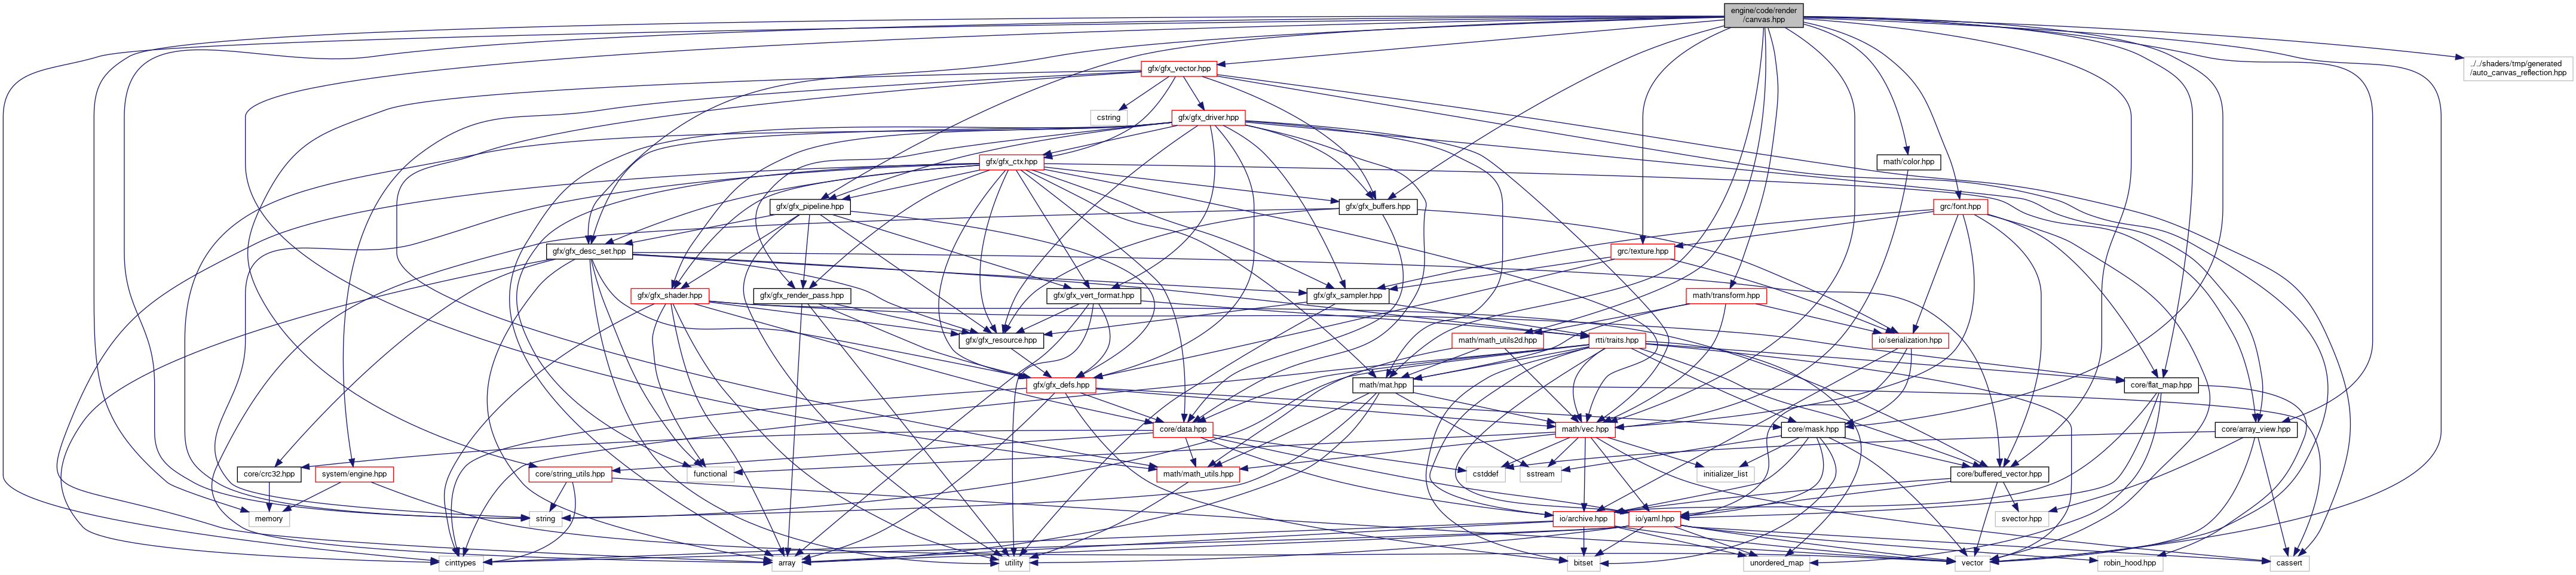 engine/code/render
/canvas.hpp
gfx/gfx_vector.hpp
../../shaders/tmp/generated
/auto_canvas_reflection.hpp
cstring
gfx/gfx_driver.hpp
gfx/gfx_ctx.hpp
math/color.hpp
gfx/gfx_pipeline.hpp
gfx/gfx_buffers.hpp
grc/font.hpp
gfx/gfx_desc_set.hpp
grc/texture.hpp
gfx/gfx_shader.hpp
gfx/gfx_render_pass.hpp
gfx/gfx_vert_format.hpp
gfx/gfx_sampler.hpp
math/transform.hpp
gfx/gfx_resource.hpp
math/math_utils2d.hpp
rtti/traits.hpp
io/serialization.hpp
gfx/gfx_defs.hpp
math/mat.hpp
core/flat_map.hpp
core/data.hpp
math/vec.hpp
core/mask.hpp
core/array_view.hpp
core/crc32.hpp
system/engine.hpp
core/string_utils.hpp
functional
math/math_utils.hpp
cstddef
sstream
initializer_list
core/buffered_vector.hpp
memory
string
io/archive.hpp
io/yaml.hpp
svector.hpp
cinttypes
array
utility
bitset
unordered_map
vector
robin_hood.hpp
cassert